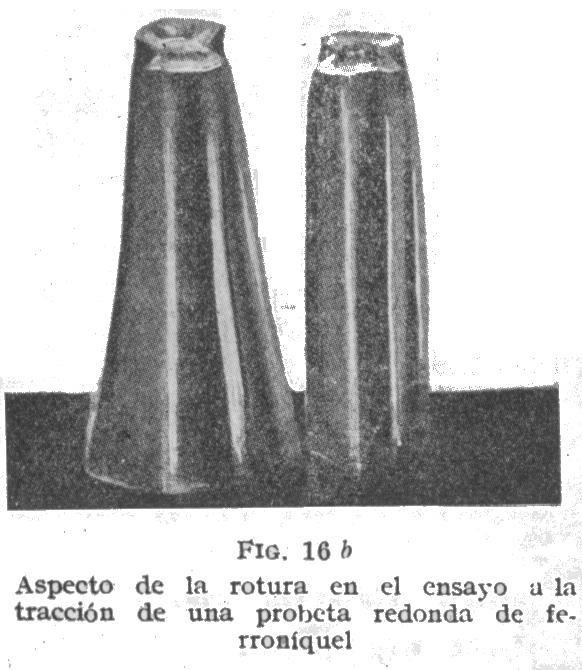 FIG. 16 b
Aspecto de la rotura en el ensayo a la
tracción de una probeta redonda de fe-
rroníquel